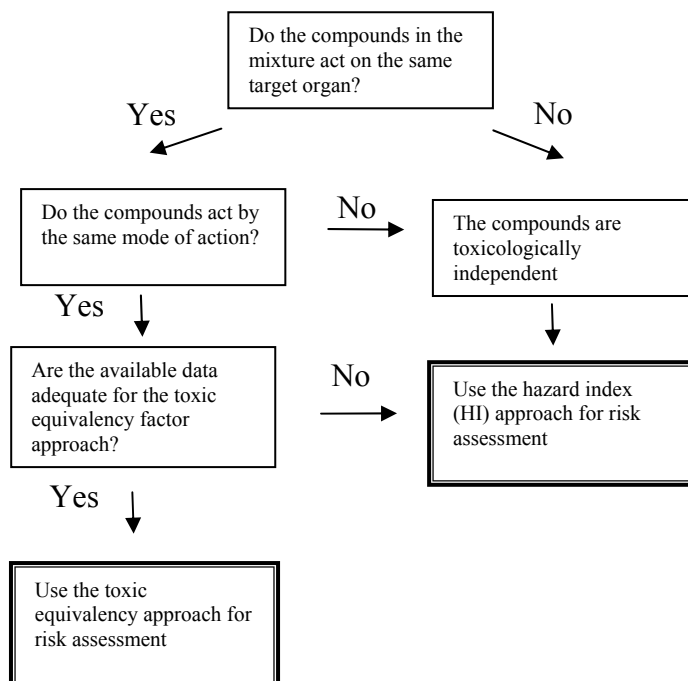 Do the compounds in the
mixture act on the same
target organ?
Yes
No
Do the compounds act by
the same mode of action?
No
The compounds are
toxicologically
independent
Yes
Are the available data
adequate for the toxic
equivalency factor
approach?
No
Use the hazard index
(HI) approach for risk
assessment
Yes
Use the toxic
equivalency approach for
risk assessment